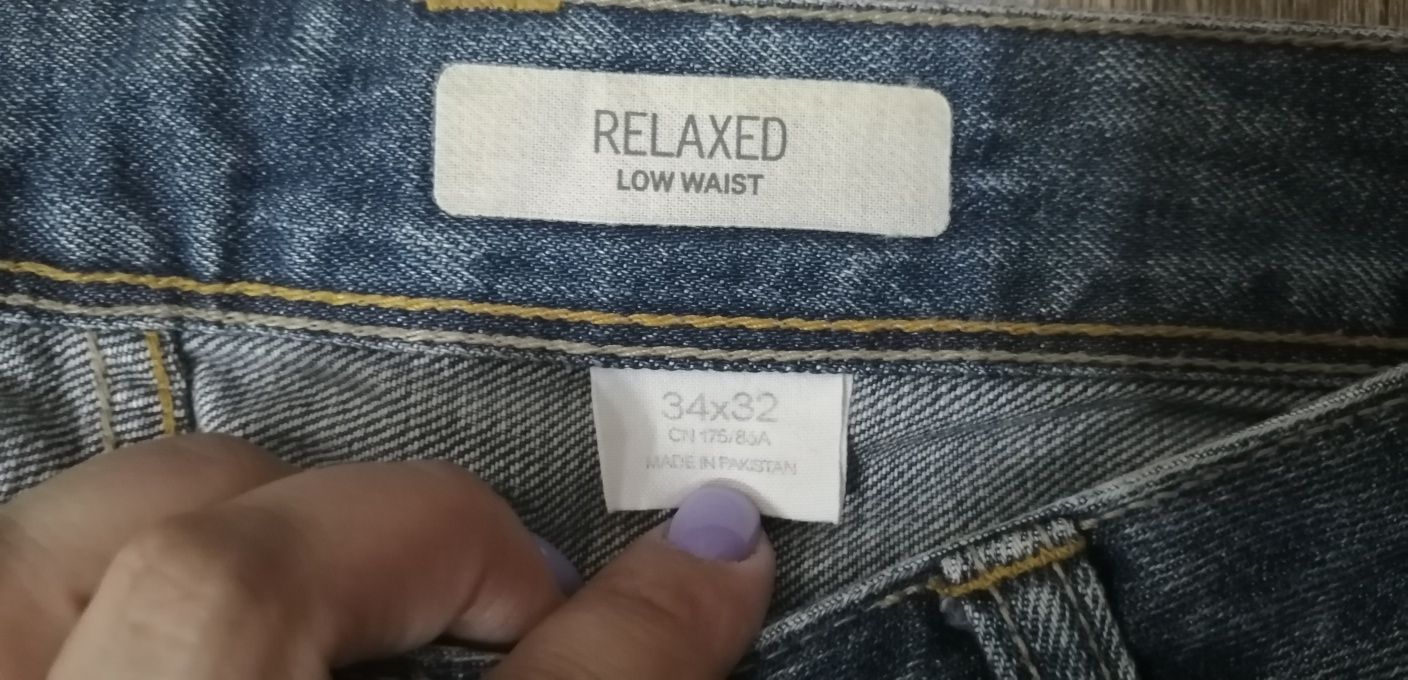 RELAXED
LOW WAIST
34x32
CN 175/86A
MADE IN PAKISTAN